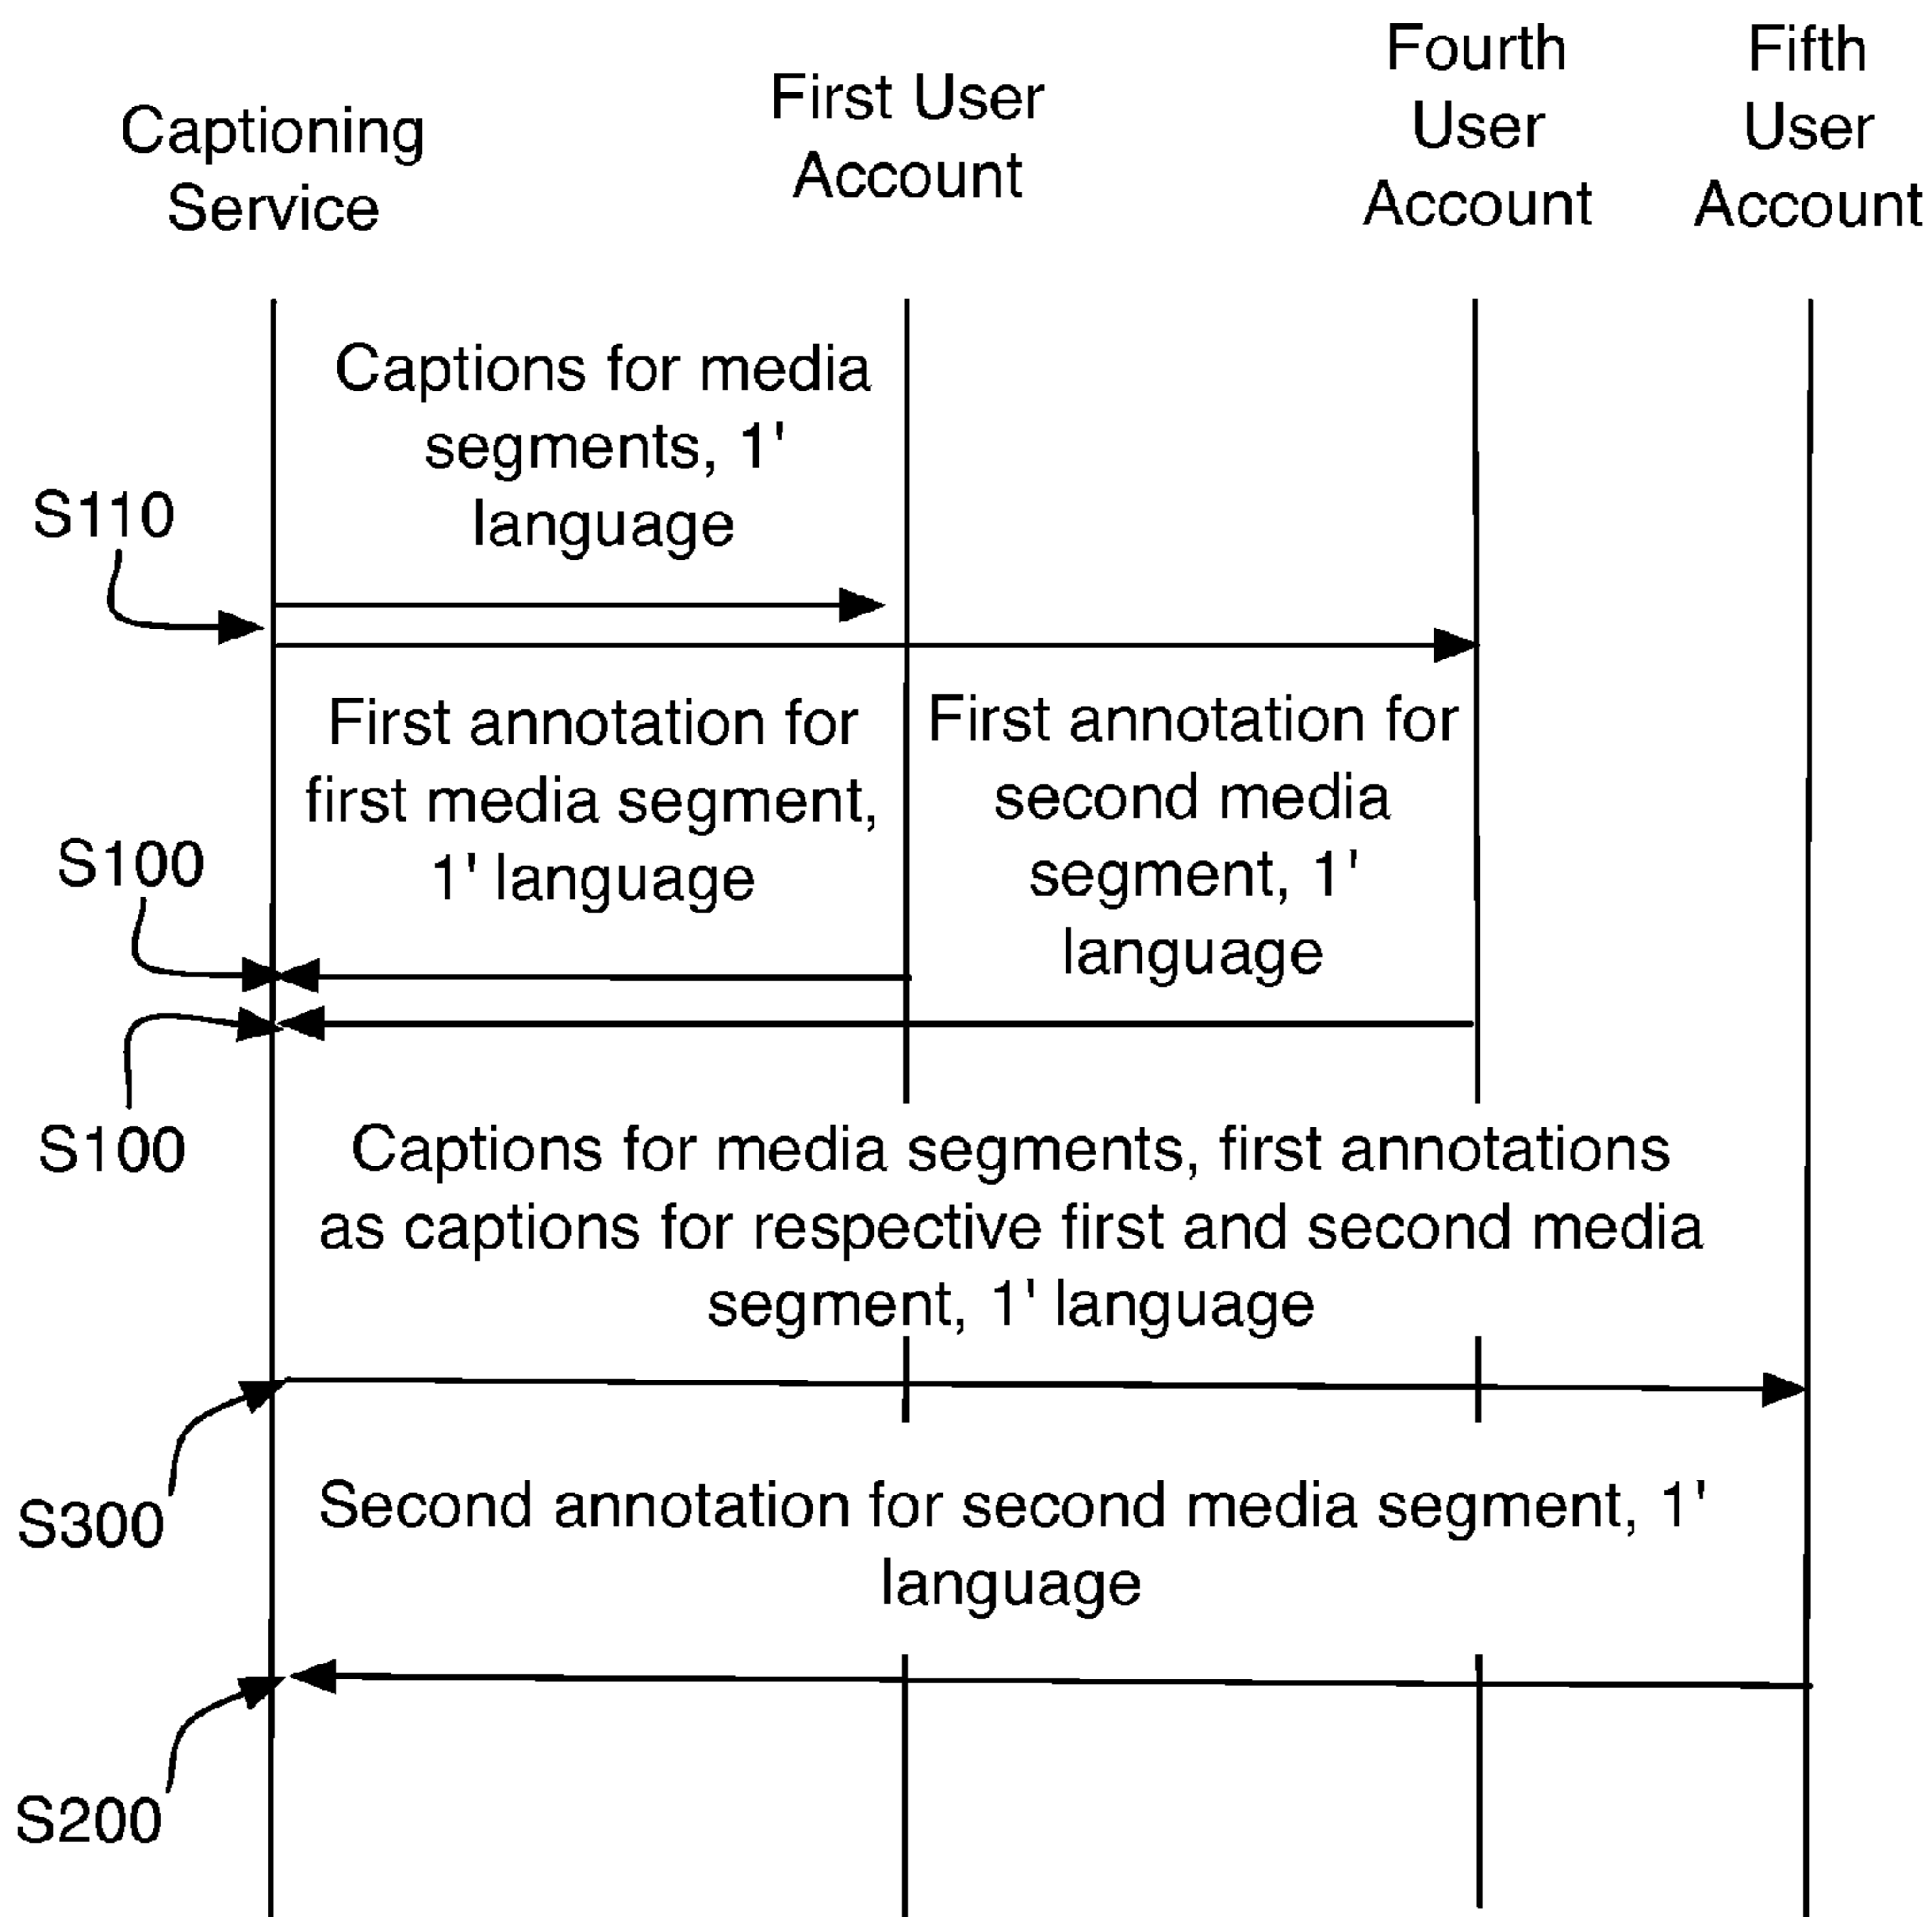 Captioning
Service
First User
Account
Fourth
User
Account
Fifth
User
Account
Captions for media
segments, 1'
language
S110
First annotation for
first media segment,
1' language
First annotation for
second media
segment, 1'
language
S100
S100
Captions for media segments, first annotations
as captions for respective first and second media
segment, 1' language
S300
Second annotation for second media segment, 1'
language
S200